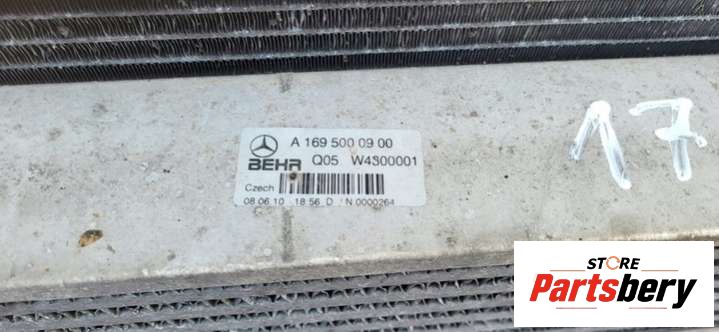 A 169 500 09 00
BEHR Q05 W4300001
Czech
08.06.10 18:56 D N 0000264
17
STORE
Partsbery